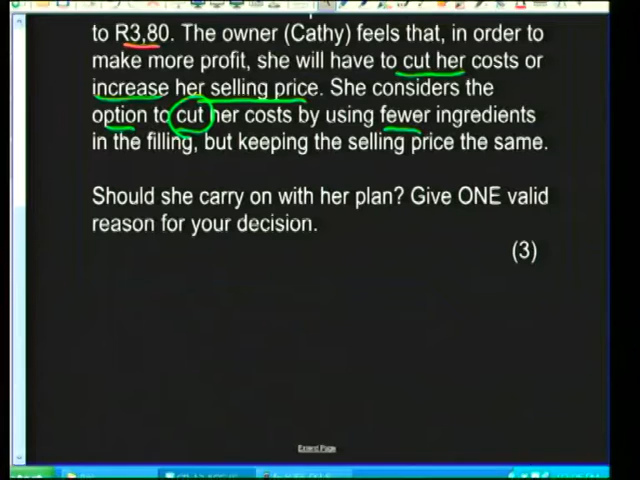 to R3,80. The owner (Cathy) feels that, in order to
make more profit, she will have to cut her costs or
increase her selling price. She considers the
option to cut her costs by using fewer ingredients
in the filling, but keeping the selling price the same.
Should she carry on with her plan? Give ONE valid
reason for your decision.
(3)
Extend Page